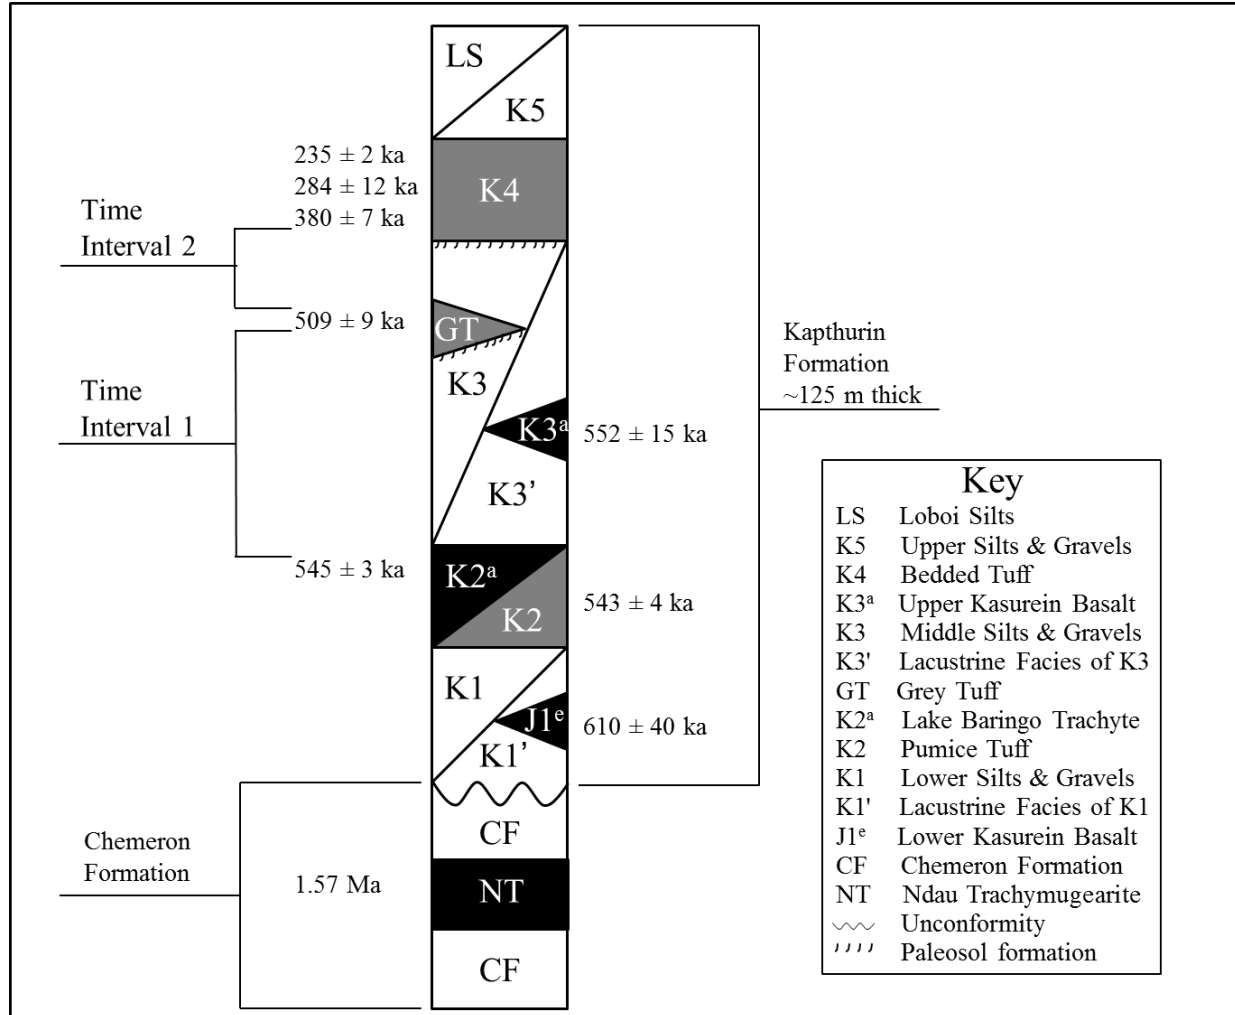 LS
K5
235 ± 2 ka
284 ± 12 ka
380 ± 7 ka
K4
Time
Interval 2
509 ± 9 ka
GT
Time
Interval 1
K3
K3ᵃ
552 ± 15 ka
K3’
545 ± 3 ka
K2ᵃ
K2
543 ± 4 ka
K1
J1ᵉ
610 ± 40 ka
K1’
Chemeron
Formation
1.57 Ma
CF
NT
CF
Kapthurin
Formation
~125 m thick
Key
LS Loboi Silts
K5 Upper Silts & Gravels
K4 Bedded Tuff
K3ᵃ Upper Kasurein Basalt
K3 Middle Silts & Gravels
K3' Lacustrine Facies of K3
GT Grey Tuff
K2ᵃ Lake Baringo Trachyte
K2 Pumice Tuff
K1 Lower Silts & Gravels
K1' Lacustrine Facies of K1
J1ᵉ Lower Kasurein Basalt
CF Chemeron Formation
NT Ndau Trachymugearite
Unconformity
Paleosol formation